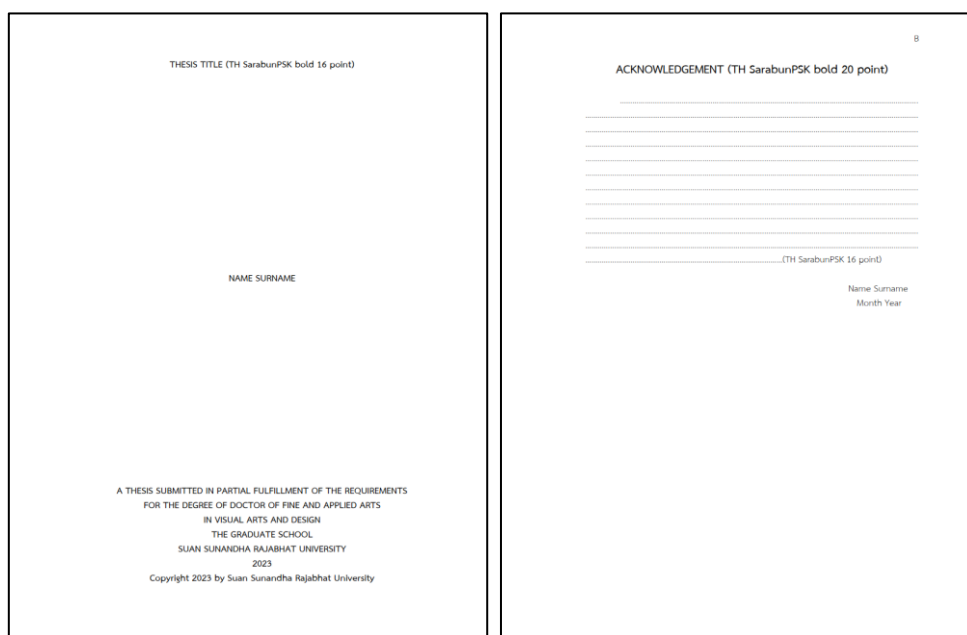 THESIS TITLE (TH SarabunPSK bold 16 point)
NAME SURNAME
A THESIS SUBMITTED IN PARTIAL FULFILLMENT OF THE REQUIREMENTS
FOR THE DEGREE OF DOCTOR OF FINE AND APPLIED ARTS
IN VISUAL ARTS AND DESIGN
THE GRADUATE SCHOOL
SUAN SUNANDHA RAJABHAT UNIVERSITY
2023
Copyright 2023 by Suan Sunandha Rajabhat University
B
ACKNOWLEDGEMENT (TH SarabunPSK bold 20 point)
(TH SarabunPSK 16 point)
Name Surname
Month Year